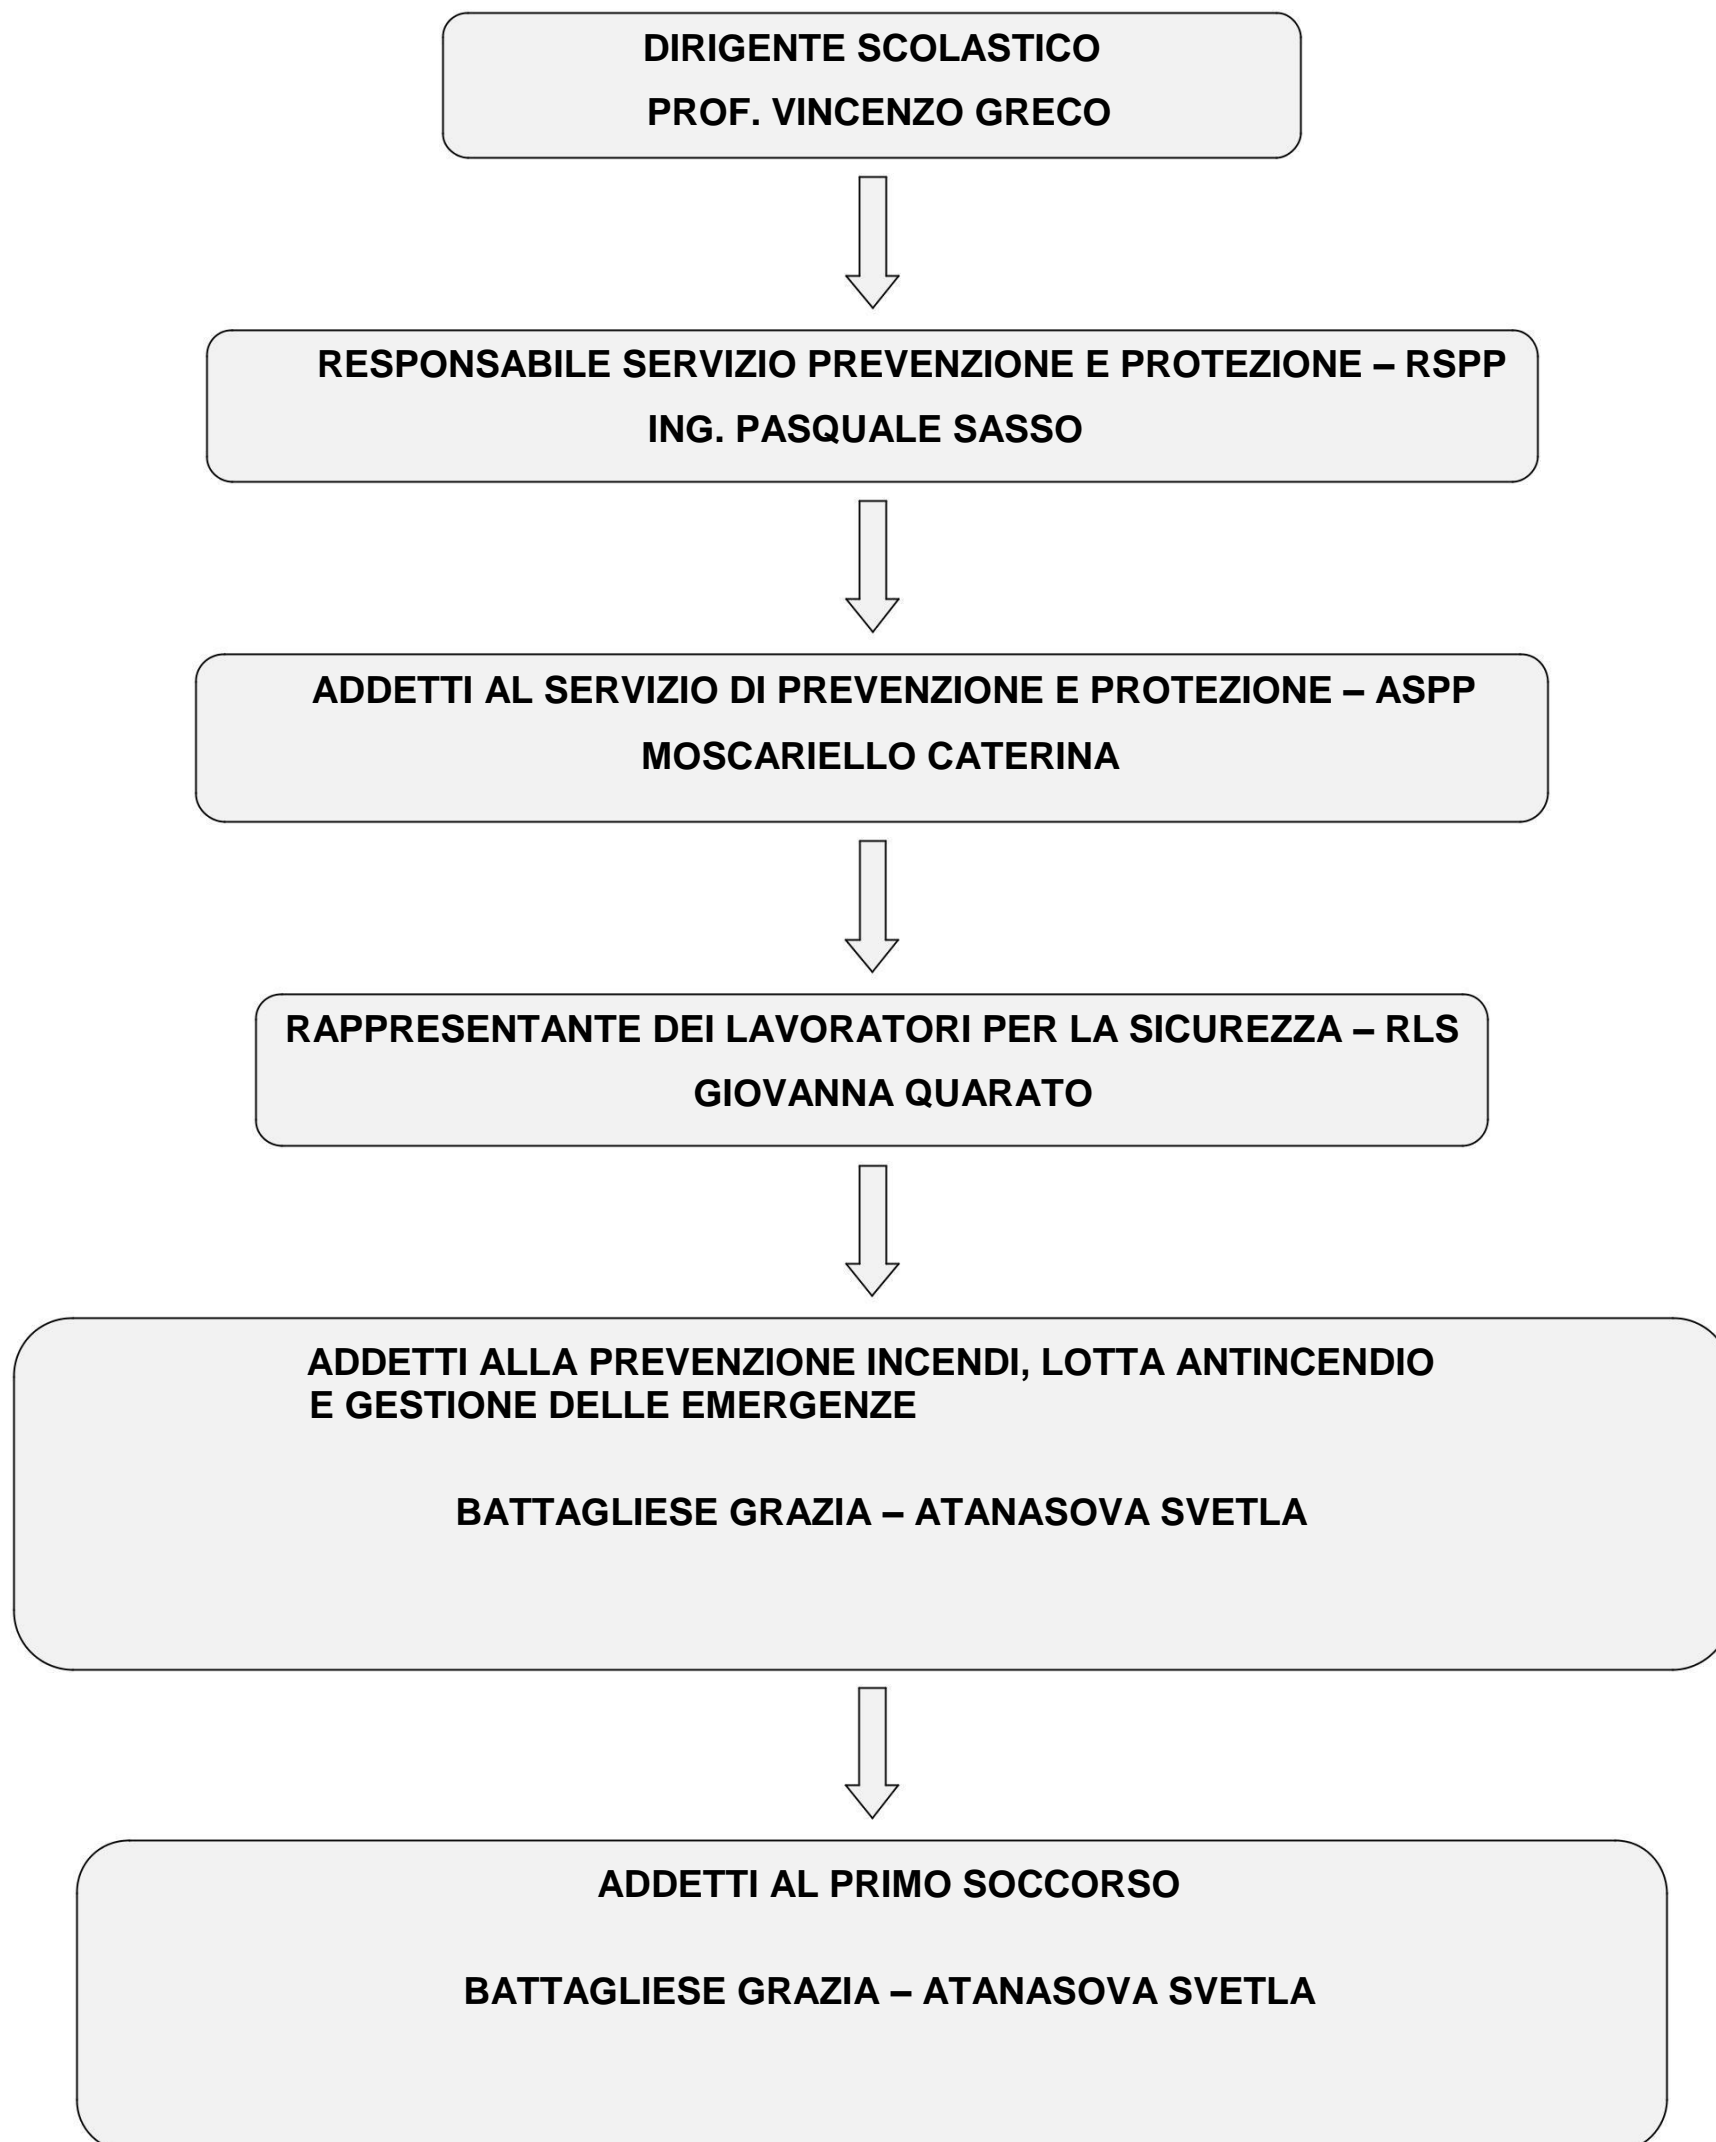 DIRIGENTE SCOLASTICO
PROF. VINCENZO GRECO
RESPONSABILE SERVIZIO PREVENZIONE E PROTEZIONE – RSPP
ING. PASQUALE SASSO
ADDETTI AL SERVIZIO DI PREVENZIONE E PROTEZIONE – ASPP
MOSCARIELLO CATERINA
RAPPRESENTANTE DEI LAVORATORI PER LA SICUREZZA – RLS
GIOVANNA QUARATO
ADDETTI ALLA PREVENZIONE INCENDI, LOTTA ANTINCENDIO
E GESTIONE DELLE EMERGENZE
BATTAGLIESE GRAZIA – ATANASOVA SVETLA
ADDETTI AL PRIMO SOCCORSO
BATTAGLIESE GRAZIA – ATANASOVA SVETLA